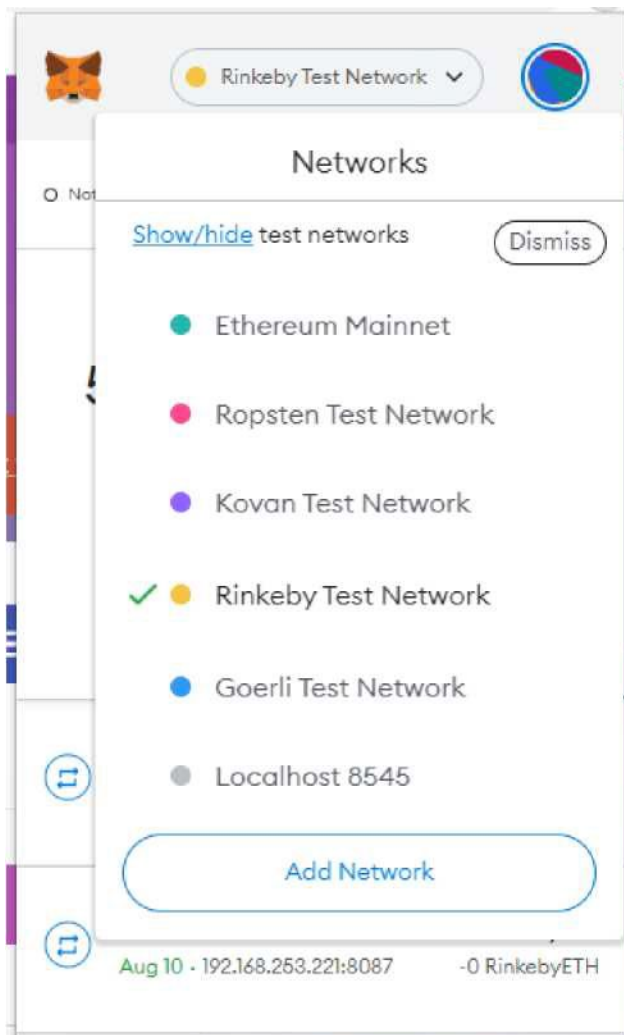 Rinkeby Test Network
Networks
Not
Show/hide test networks
Dismiss
Ethereum Mainnet
5
Ropsten Test Network
Kovan Test Network
Rinkeby Test Network
Goerli Test Network
Localhost 8545
Add Network
Aug 10 · 192.168.253.221:8087
-0 RinkebyETH